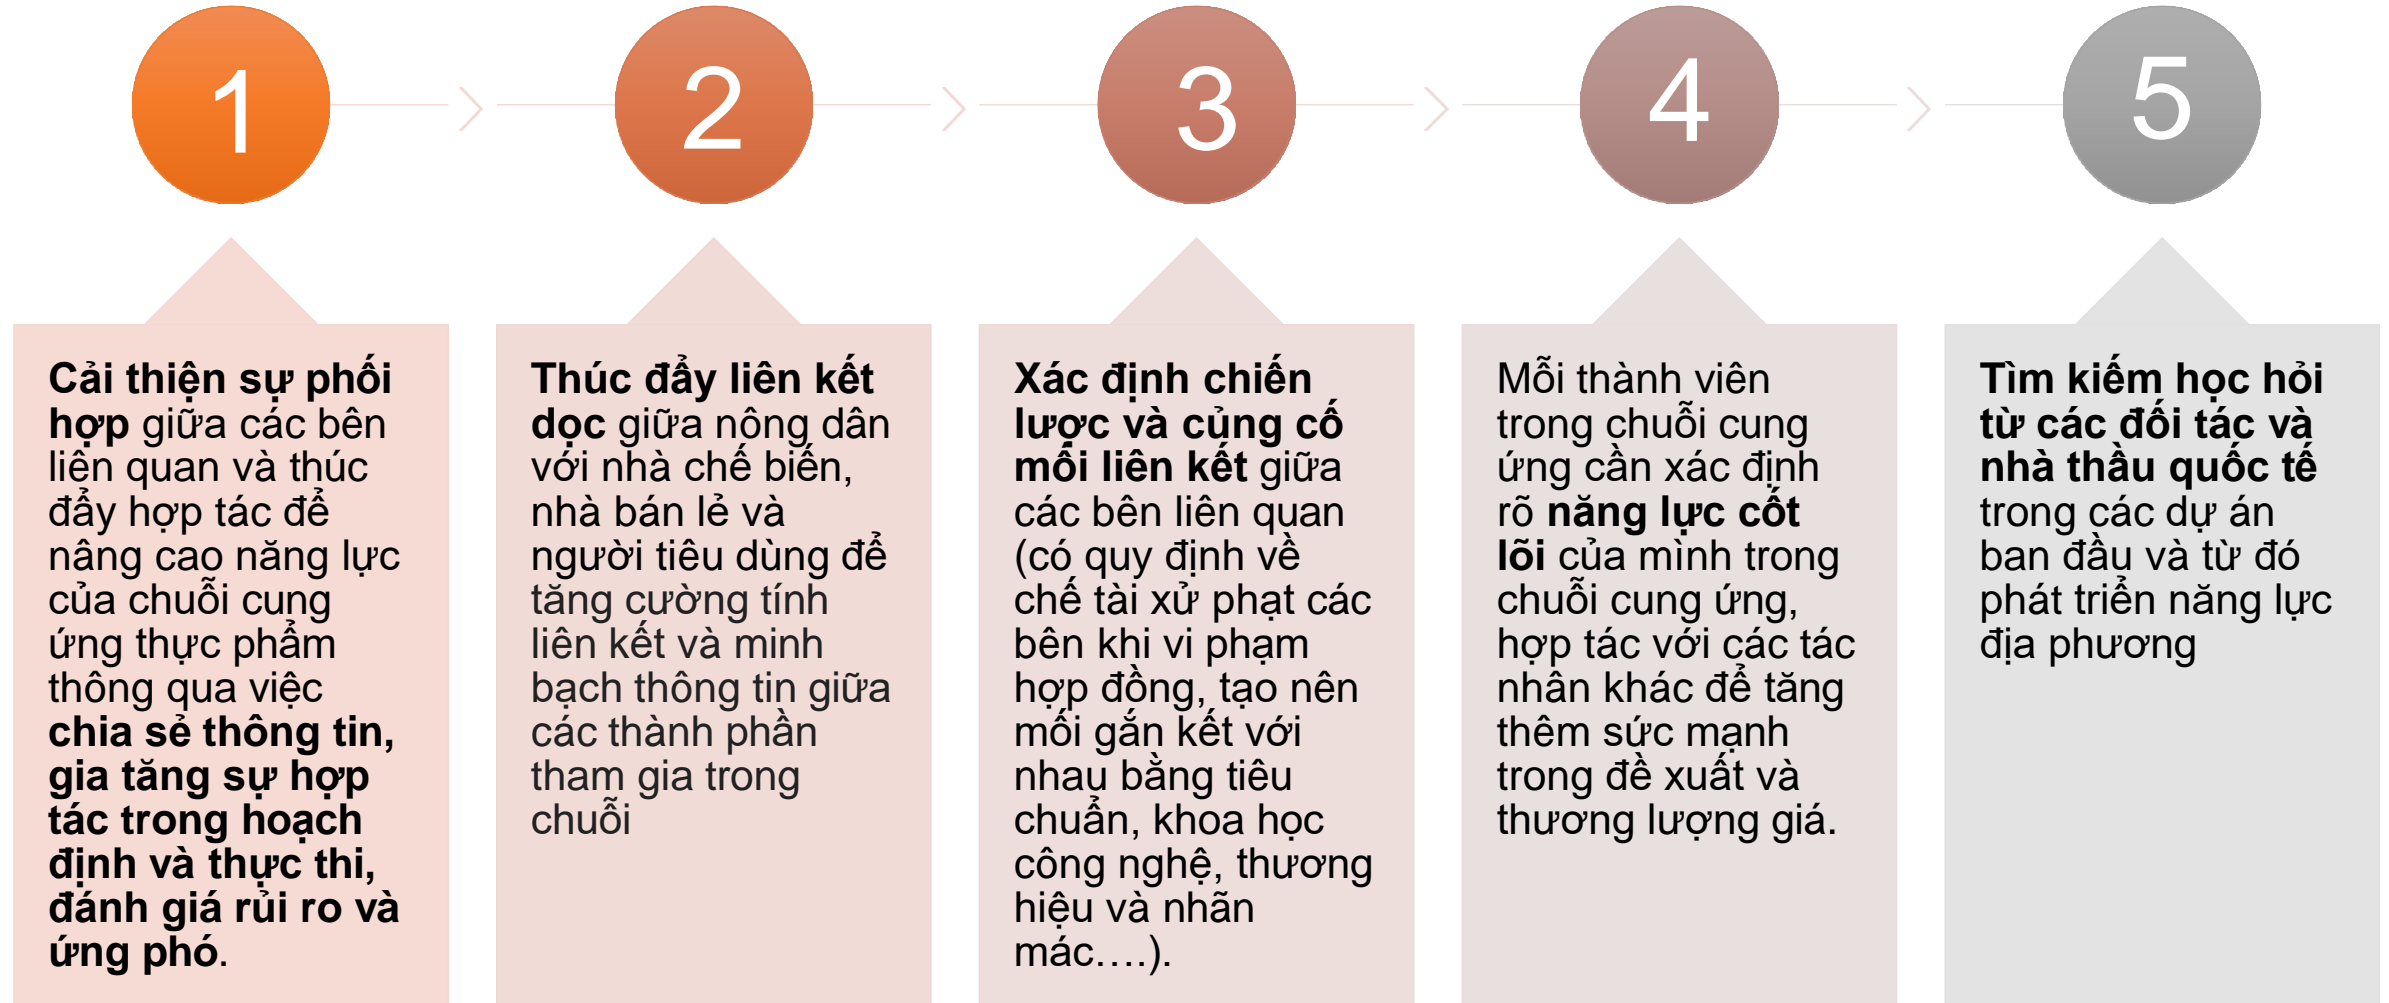 1
2
3
4
5
Cải thiện sự phối
hợp giữa các bên
liên quan và thúc
đẩy hợp tác để
nâng cao năng lực
của chuỗi cung
ứng thực phẩm
thông qua việc
chia sẻ thông tin,
gia tăng sự hợp
tác trong hoạch
định và thực thi,
đánh giá rủi ro và
ứng phó.
Thúc đẩy liên kết
dọc giữa nông dân
với nhà chế biến,
nhà bán lẻ và
người tiêu dùng để
tăng cường tính
liên kết và minh
bạch thông tin giữa
các thành phần
tham gia trong
chuỗi
Xác định chiến
lược và củng cố
mối liên kết giữa
các bên liên quan
(có quy định về
chế tài xử phạt các
bên khi vi phạm
hợp đồng, tạo nên
mối gắn kết với
nhau bằng tiêu
chuẩn, khoa học
công nghệ, thương
hiệu và nhãn
mác….).
Mỗi thành viên
trong chuỗi cung
ứng cần xác định
rõ năng lực cốt
lõi của mình trong
chuỗi cung ứng,
hợp tác với các tác
nhân khác để tăng
thêm sức mạnh
trong đề xuất và
thương lượng giá.
Tìm kiếm học hỏi
từ các đối tác và
nhà thầu quốc tế
trong các dự án
ban đầu và từ đó
phát triển năng lực
địa phương